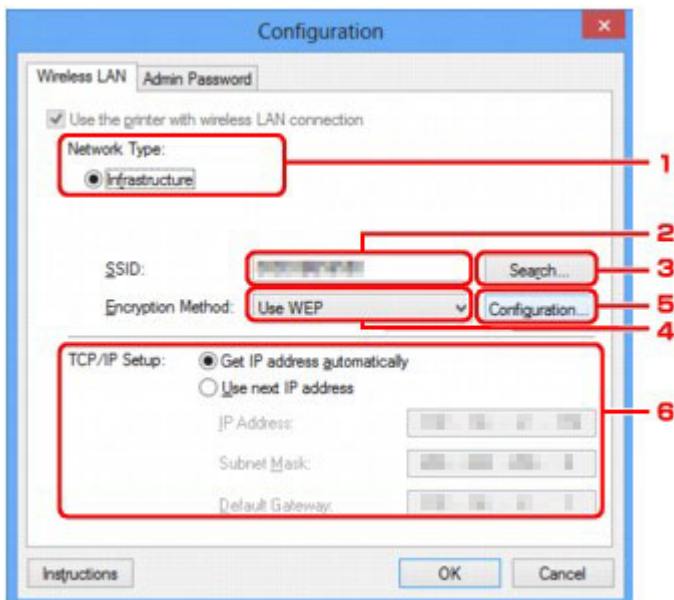 Configuration
Wireless LAN Admin Password
Use the printer with wireless LAN connection
Network Type:
Infrastructure
1
2
SSID: Search...
3
Encryption Method: Use WEP Configuration...
5
4
TCP/IP Setup: Get IP address automatically
Use next IP address
6
IP Address:
Subnet Mask:
Default Gateway:
Instructions OK Cancel